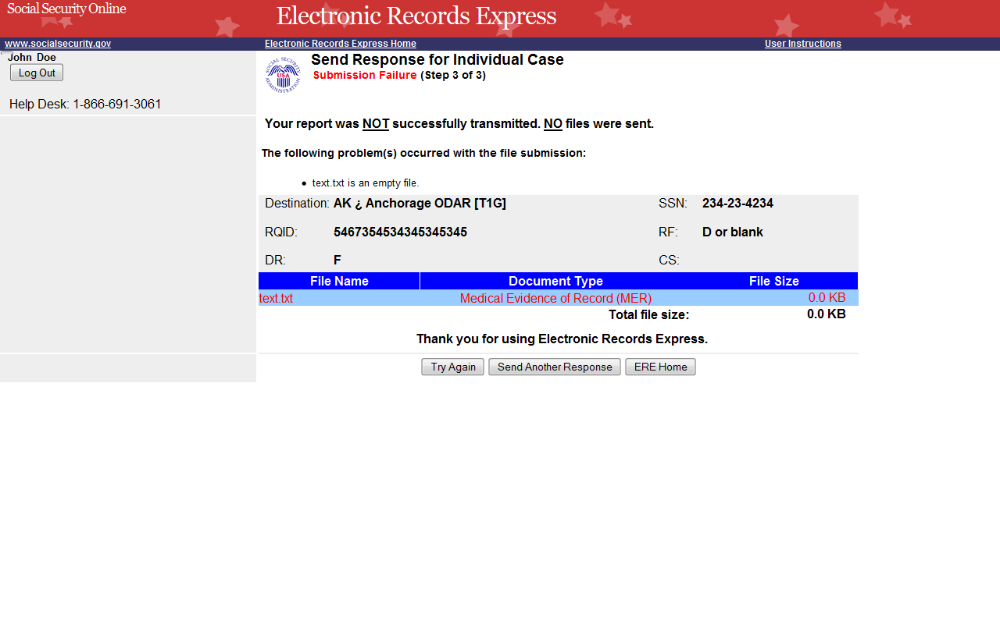 Social Security Online
Electronic Records Express
www.socialsecurity.gov
Electronic Records Express Home
User Instructions
John Doe
Log Out
Help Desk: 1-866-691-3061
SOCIAL SECURITY ADMINISTRATION
USA
Send Response for Individual Case
Submission Failure (Step 3 of 3)
Your report was NOT successfully transmitted. NO files were sent.
The following problem(s) occurred with the file submission:
• text.txt is an empty file.
Destination: AK ¿ Anchorage ODAR [T1G] SSN: 234-23-4234
RQID: 5467354534345345345 RF: D or blank
DR: F CS:
File Name Document Type File Size
text.txt Medical Evidence of Record (MER) 0.0 KB
Total file size: 0.0 KB
Thank you for using Electronic Records Express.
Try Again Send Another Response ERE Home